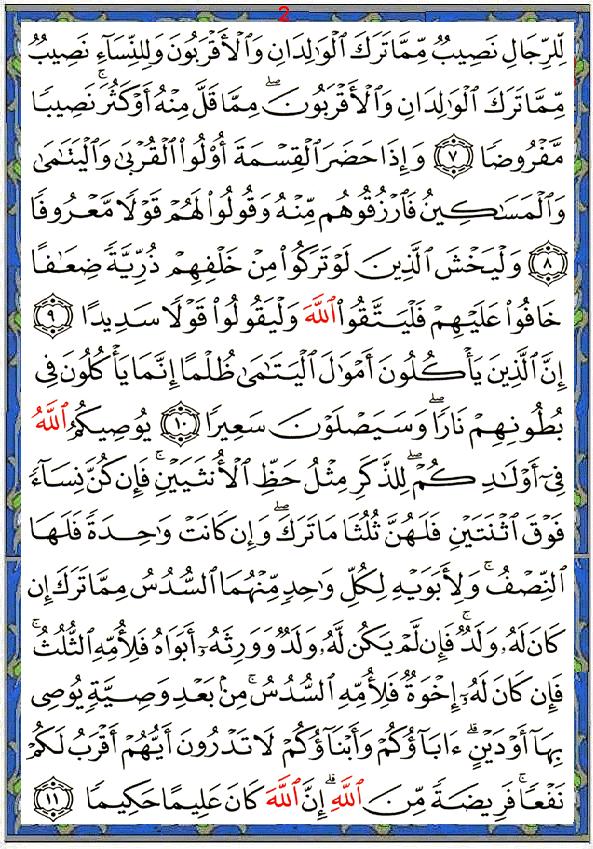 2
لِّلرِّجَالِ نَصِيبٌ مِّمَّا تَرَكَ ٱلْوَٰلِدَانِ وَٱلْأَقْرَبُونَ وَلِلنِّسَآءِ نَصِيبٌ
مِّمَّا تَرَكَ ٱلْوَٰلِدَانِ وَٱلْأَقْرَبُونَ مِمَّا قَلَّ مِنْهُ أَوْ كَثُرَ ۚ نَصِيبًا
مَّفْرُوضًا ٧ وَإِذَا حَضَرَ ٱلْقِسْمَةَ أُو۟لُوا۟ ٱلْقُرْبَىٰ وَٱلْيَتَٰمَىٰ
وَٱلْمَسَٰكِينُ فَٱرْزُقُوهُم مِّنْهُ وَقُولُوا۟ لَهُمْ قَوْلًا مَّعْرُوفًا
٨ وَلْيَخْشَ ٱلَّذِينَ لَوْ تَرَكُوا۟ مِنْ خَلْفِهِمْ ذُرِّيَّةً ضِعَٰفًا
خَافُوا۟ عَلَيْهِمْ فَلْيَتَّقُوا۟ ٱللَّهَ وَلْيَقُولُوا۟ قَوْلًا سَدِيدًا ٩
إِنَّ ٱلَّذِينَ يَأْكُلُونَ أَمْوَٰلَ ٱلْيَتَٰمَىٰ ظُلْمًا إِنَّمَا يَأْكُلُونَ فِى
بُطُونِهِمْ نَارًا ۖ وَسَيَصْلَوْنَ سَعِيرًا ١٠ يُوصِيكُمُ ٱللَّهُ
فِىٓ أَوْلَٰدِكُمْ ۖ لِلذَّكَرِ مِثْلُ حَظِّ ٱلْأُنثَيَيْنِ ۚ فَإِن كُنَّ نِسَآءً
فَوْقَ ٱثْنَتَيْنِ فَلَهُنَّ ثُلُثَا مَا تَرَكَ ۖ وَإِن كَانَتْ وَٰحِدَةً فَلَهَا
ٱلنِّصْفُ ۚ وَلِأَبَوَيْهِ لِكُلِّ وَٰحِدٍ مِّنْهُمَا ٱلسُّدُسُ مِمَّا تَرَكَ إِن
كَانَ لَهُۥ وَلَدٌ ۚ فَإِن لَّمْ يَكُن لَّهُۥ وَلَدٌ وَوَرِثَهُۥٓ أَبَوَاهُ فَلِأُمِّهِ ٱلثُّلُثُ ۚ
فَإِن كَانَ لَهُۥٓ إِخْوَةٌ فَلِأُمِّهِ ٱلسُّدُسُ ۚ مِنۢ بَعْدِ وَصِيَّةٍ يُوصِى
بِهَآ أَوْ دَيْنٍ ۗ ءَابَآؤُكُمْ وَأَبْنَآؤُكُمْ لَا تَدْرُونَ أَيُّهُمْ أَقْرَبُ لَكُمْ
نَفْعًا ۚ فَرِيضَةً مِّنَ ٱللَّهِ ۗ إِنَّ ٱللَّهَ كَانَ عَلِيمًا حَكِيمًا ١١